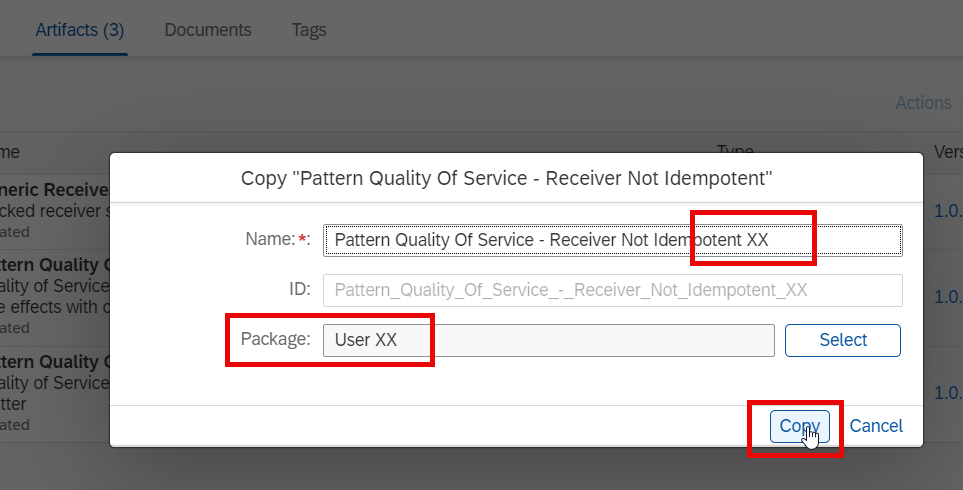 Artifacts (3) Documents Tags
Actions
me Type Vers
Copy "Pattern Quality Of Service - Receiver Not Idempotent"
neric Receive
cked receiver s
ated
1.0.
Name:*: Pattern Quality Of Service - Receiver Not Idempotent XX
ttern Quality O
ality of Service
e effects with c
ated
1.0.
ID: Pattern_Quality_Of_Service_-_Receiver_Not_Idempotent_XX
Package: User XX Select
ttern Quality O
ality of Service
tter
ated
1.0.
Copy Cancel